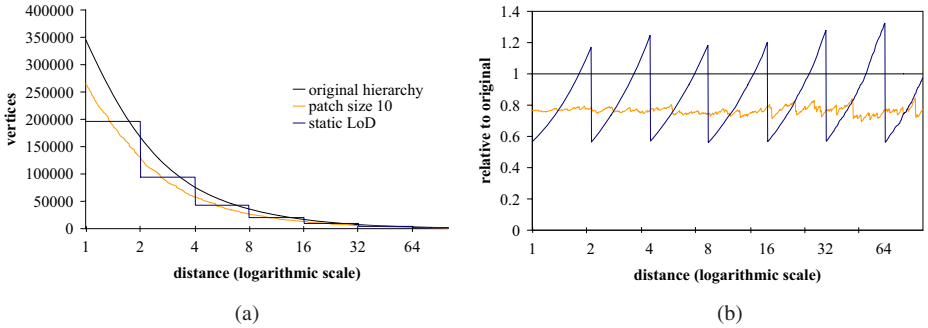 400000
350000
300000
250000
200000
150000
100000
50000
0
vertices
original hierarchy
patch size 10
static LoD
1 2 4 8 16 32 64
distance (logarithmic scale)
(a)
1.4
1.2
1
0.8
0.6
0.4
0.2
0
relative to original
1 2 4 8 16 32 64
distance (logarithmic scale)
(b)